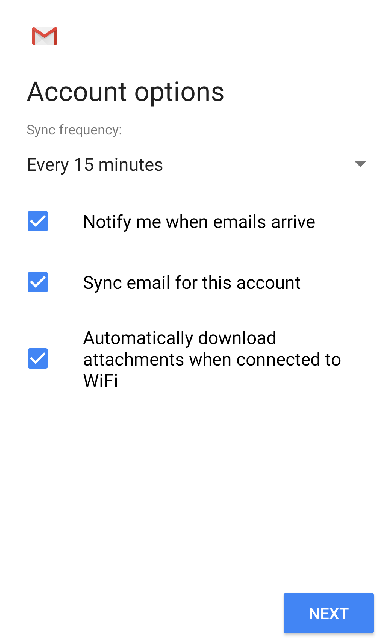 Account options
Sync frequency:
Every 15 minutes
Notify me when emails arrive
Sync email for this account
Automatically download
attachments when connected to
WiFi
NEXT